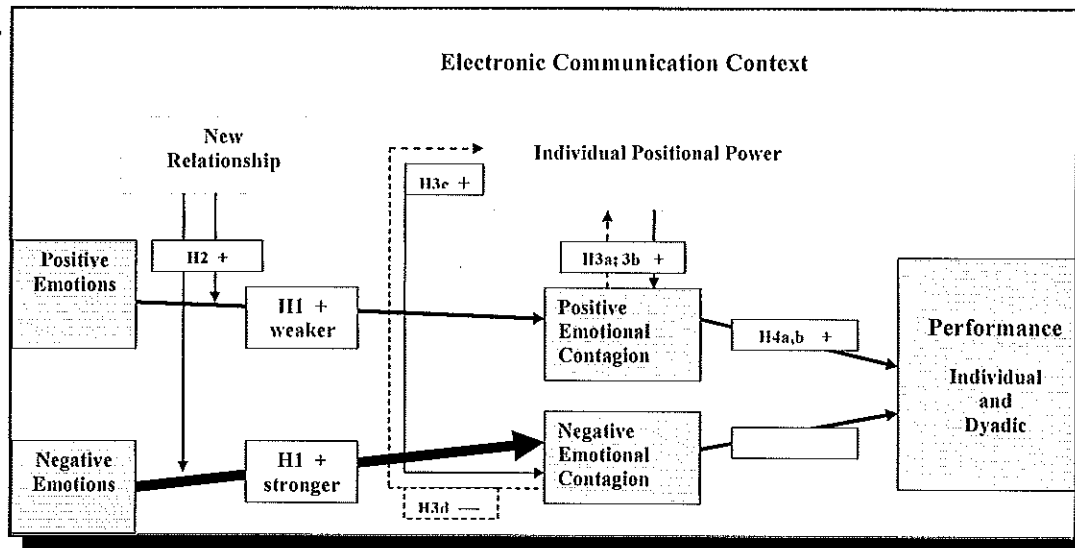 Electronic Communication Context
New
Relationship
Individual Positional Power
H3c +
H2 +
H3a; 3b +
Positive
Emotions
H1 +
weaker
Positive
Emotional
Contagion
H4a,b +
Performance
Individual
and
Dyadic
Negative
Emotions
H1 +
stronger
Negative
Emotional
Contagion
H3d —